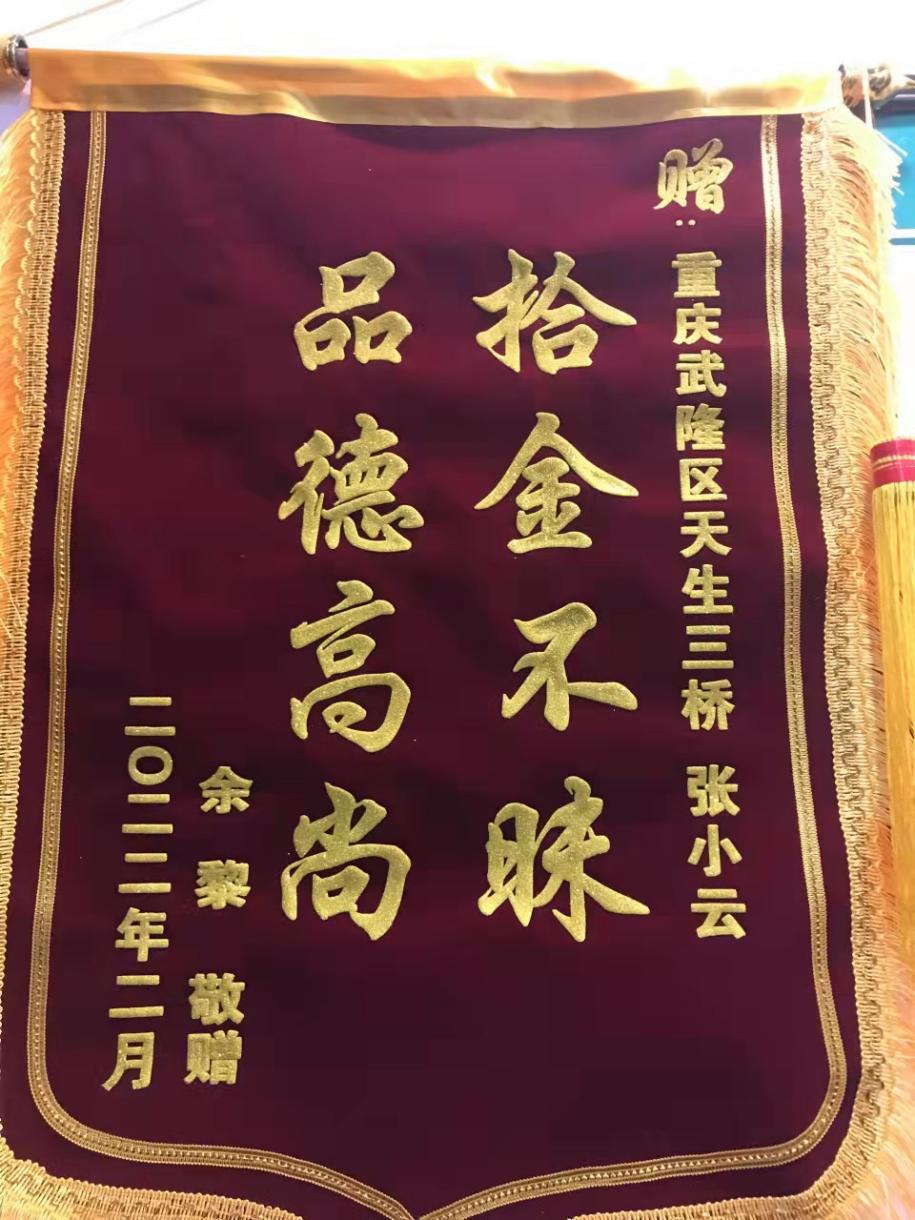 赠：重庆武隆区天生三桥 张小云
拾金不昧
品德高尚
余黎 敬赠
二〇二二年二月